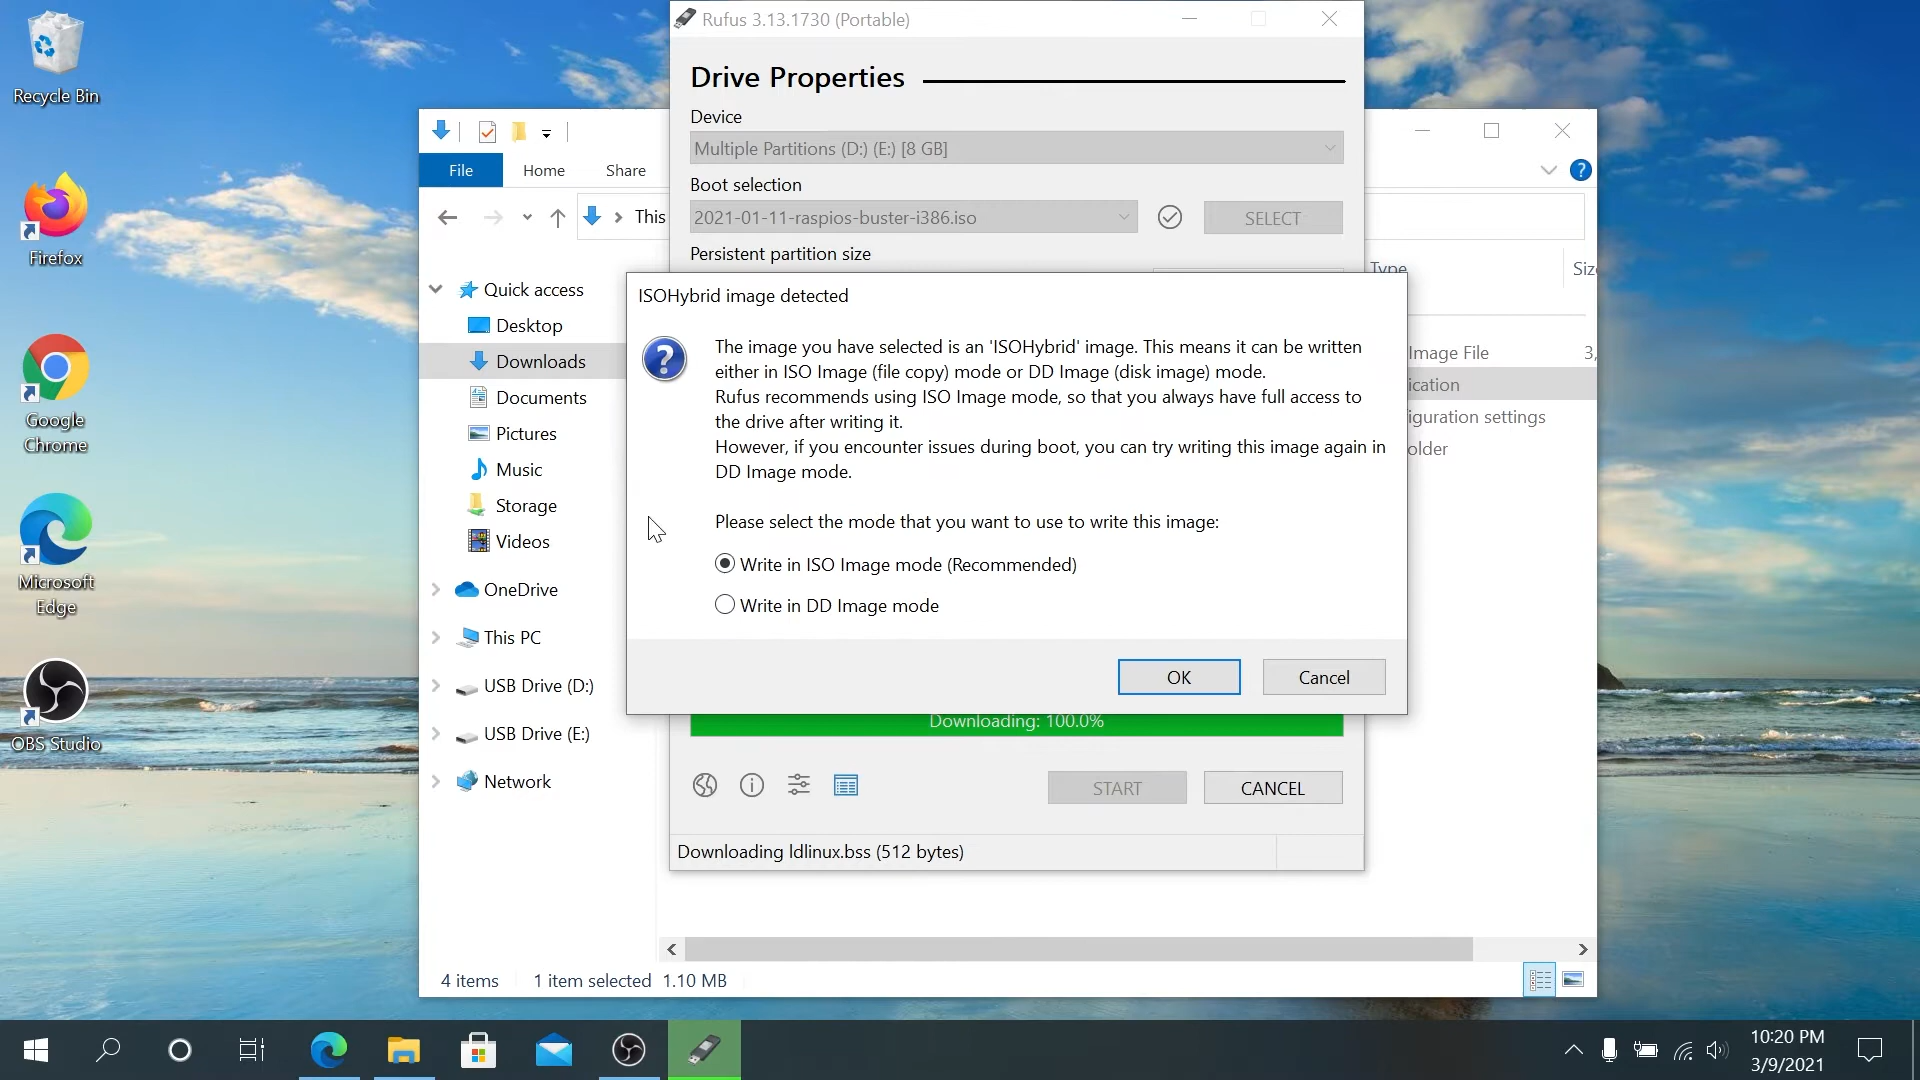 Recycle Bin
Firefox
Google
Chrome
Microsoft
Edge
OBS Studio
Rufus 3.13.1730 (Portable)
Drive Properties
Device
Multiple Partitions (D:) (E:) [8 GB]
Boot selection
2021-01-11-raspios-buster-i386.iso
SELECT
Persistent partition size
File
Home
Share
This
Type
Siz
Quick access
Desktop
Downloads
Documents
Pictures
Music
Storage
Videos
OneDrive
This PC
USB Drive (D:)
USB Drive (E:)
Network
Image File
3,
ication
iguration settings
older
ISOHybrid image detected
The image you have selected is an 'ISOHybrid' image. This means it can be written
either in ISO Image (file copy) mode or DD Image (disk image) mode.
Rufus recommends using ISO Image mode, so that you always have full access to
the drive after writing it.
However, if you encounter issues during boot, you can try writing this image again in
DD Image mode.
Please select the mode that you want to use to write this image:
Write in ISO Image mode (Recommended)
Write in DD Image mode
OK
Cancel
Downloading: 100.0%
START
CANCEL
Downloading ldlinux.bss (512 bytes)
4 items
1 item selected 1.10 MB
10:20 PM
3/9/2021